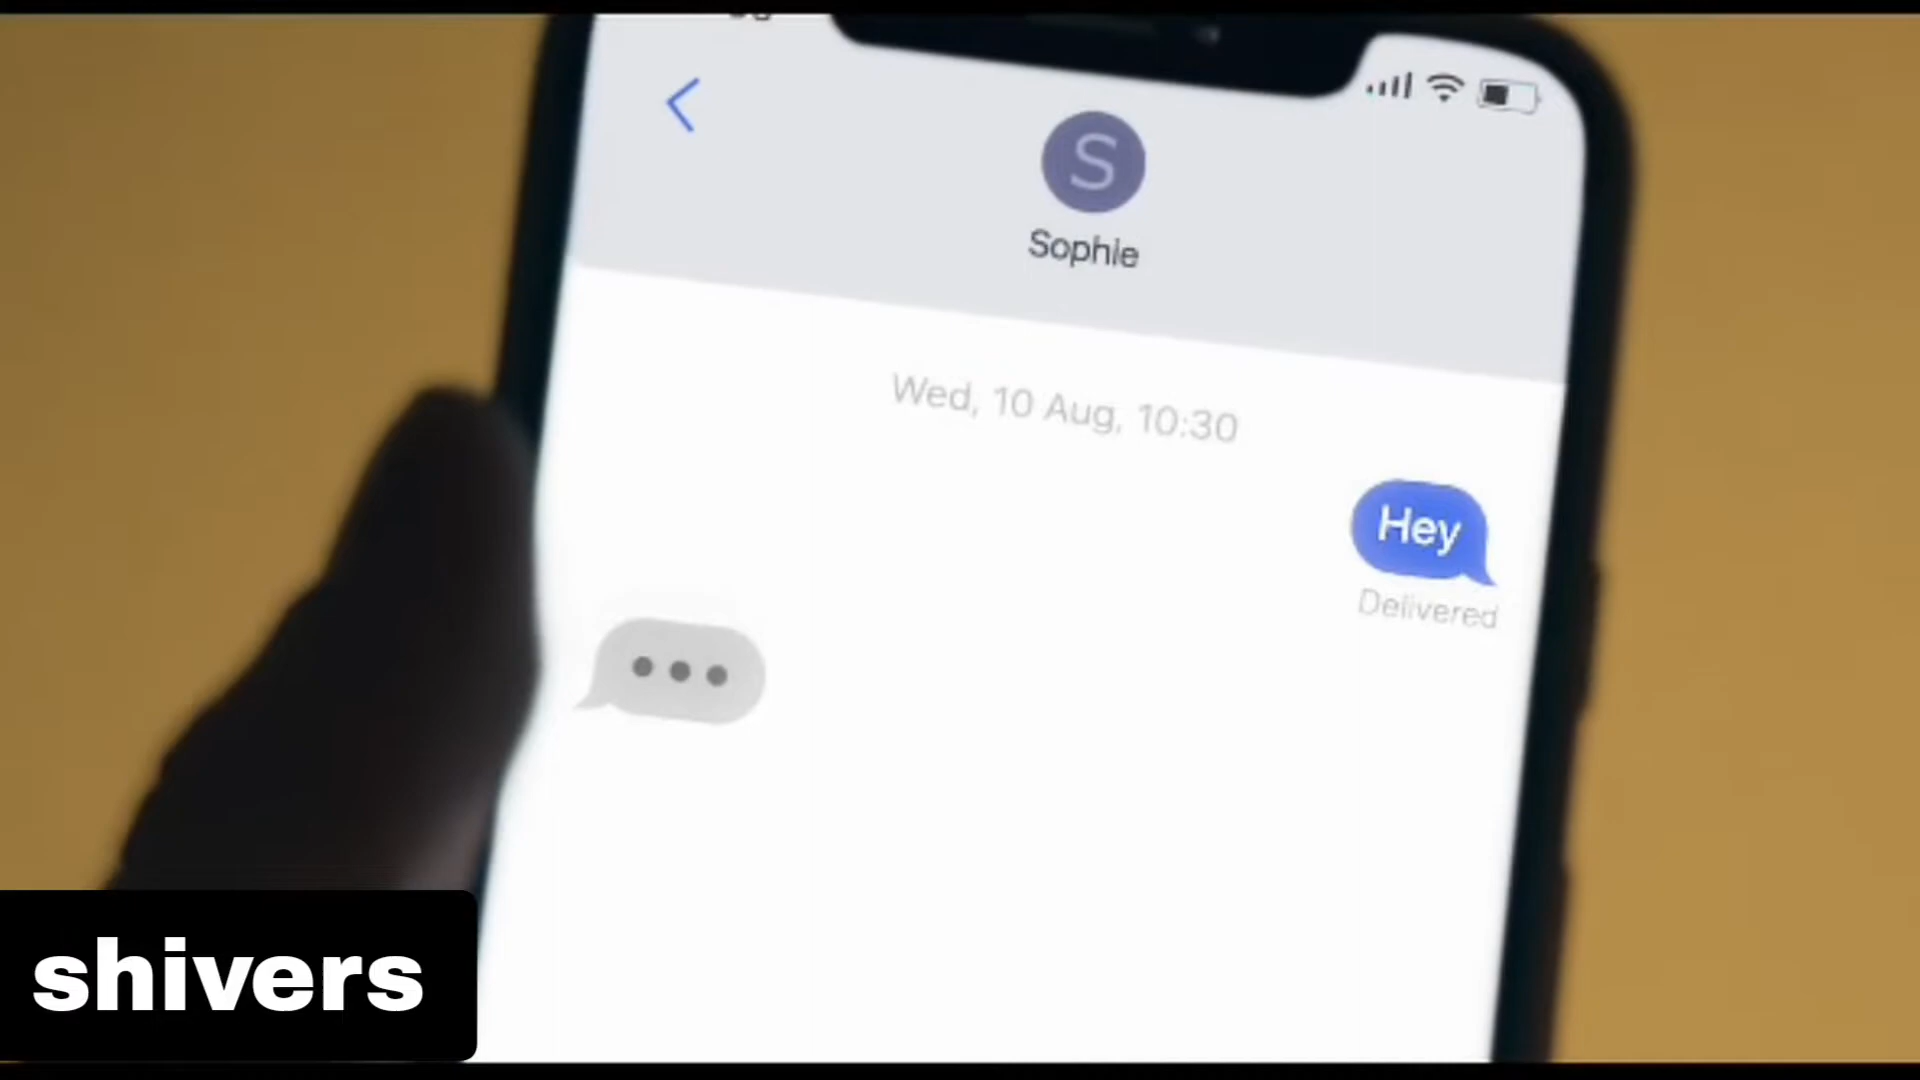 S
Sophie
Wed, 10 Aug, 10:30
Hey
Delivered
shivers